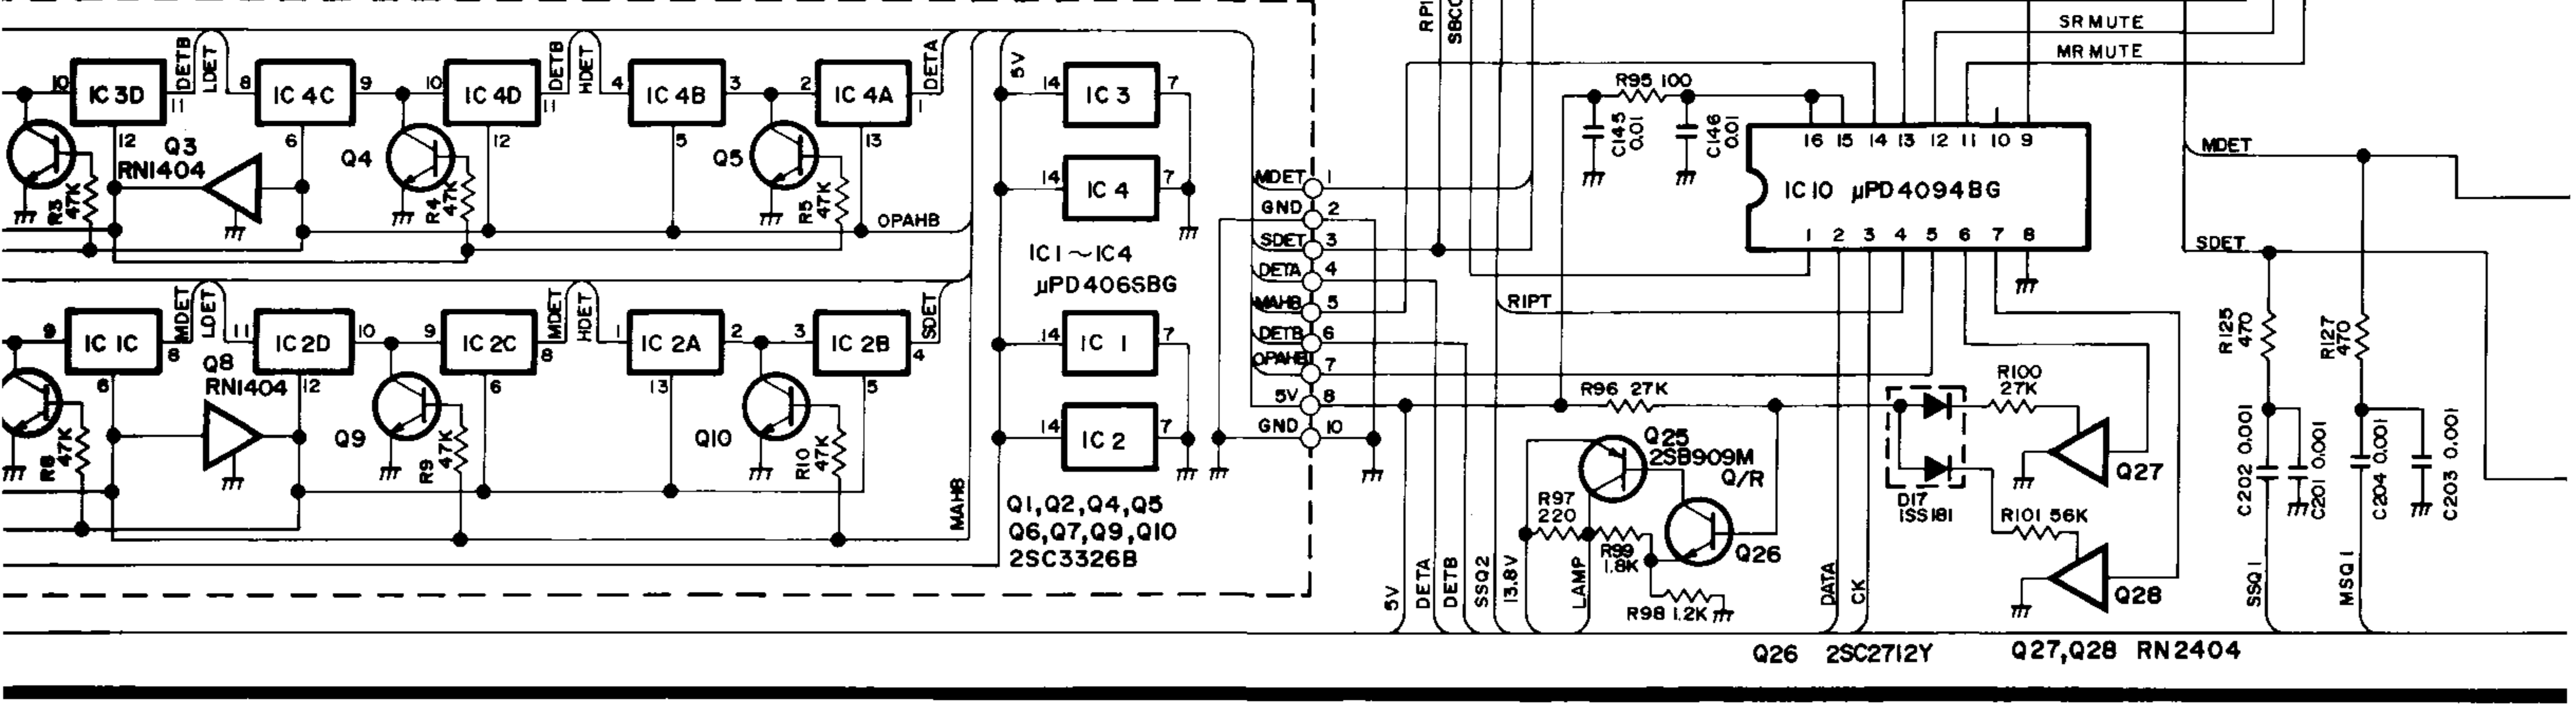 RPI
SBCO
SR MUTE
MR MUTE
DETB
LDET
DETB
HDET
DETA
5V
10 IC 3D 11
8 IC 4C 9
10 IC 4D 11
4 IC 4B 3
2 IC 4A 1
14 IC 3 7
R95 100
12
6
12
5
13
C145 0.01
C146 0.01
16 15 14 13 12 11 10 9
Q3
RN1404
Q4
Q5
R3 47K
R4 47K
R5 47K
OPAHB
14 IC 4 7
IC10 μPD4094BG
1 2 3 4 5 6 7 8
MDET
SDET
MDET 1
GND 2
SDET 3
DETA 4
MAHB 5
DETB 6
OPAHB 7
5V 8
GND 10
IC1~IC4
μPD406SBG
RIPT
MDET
LDET
MDET
HDET
SDET
9 IC 1C 8
11 IC 2D 10
9 IC 2C 8
1 IC 2A 2
3 IC 2B 4
14 IC 1 7
6
12
6
13
5
Q8
RN1404
Q9
Q10
R8 47K
R9 47K
R10 47K
14 IC 2 7
MAHB
Q1,Q2,Q4,Q5
Q6,Q7,Q9,Q10
2SC3326B
R96 27K
R100
27K
R125 470
R127 470
Q25
2SB909M
Q/R
R97
220
R99
1.8K
Q26
R98 1.2K
D17
1SS181
R101 56K
Q27
Q28
C202 0.001
C201 0.001
C204 0.001
C203 0.001
5V
DETA
DETB
SSQ2
13.8V
LAMP
DATA
CK
SSQ1
MSQ1
Q26 2SC2712Y
Q27,Q28 RN2404